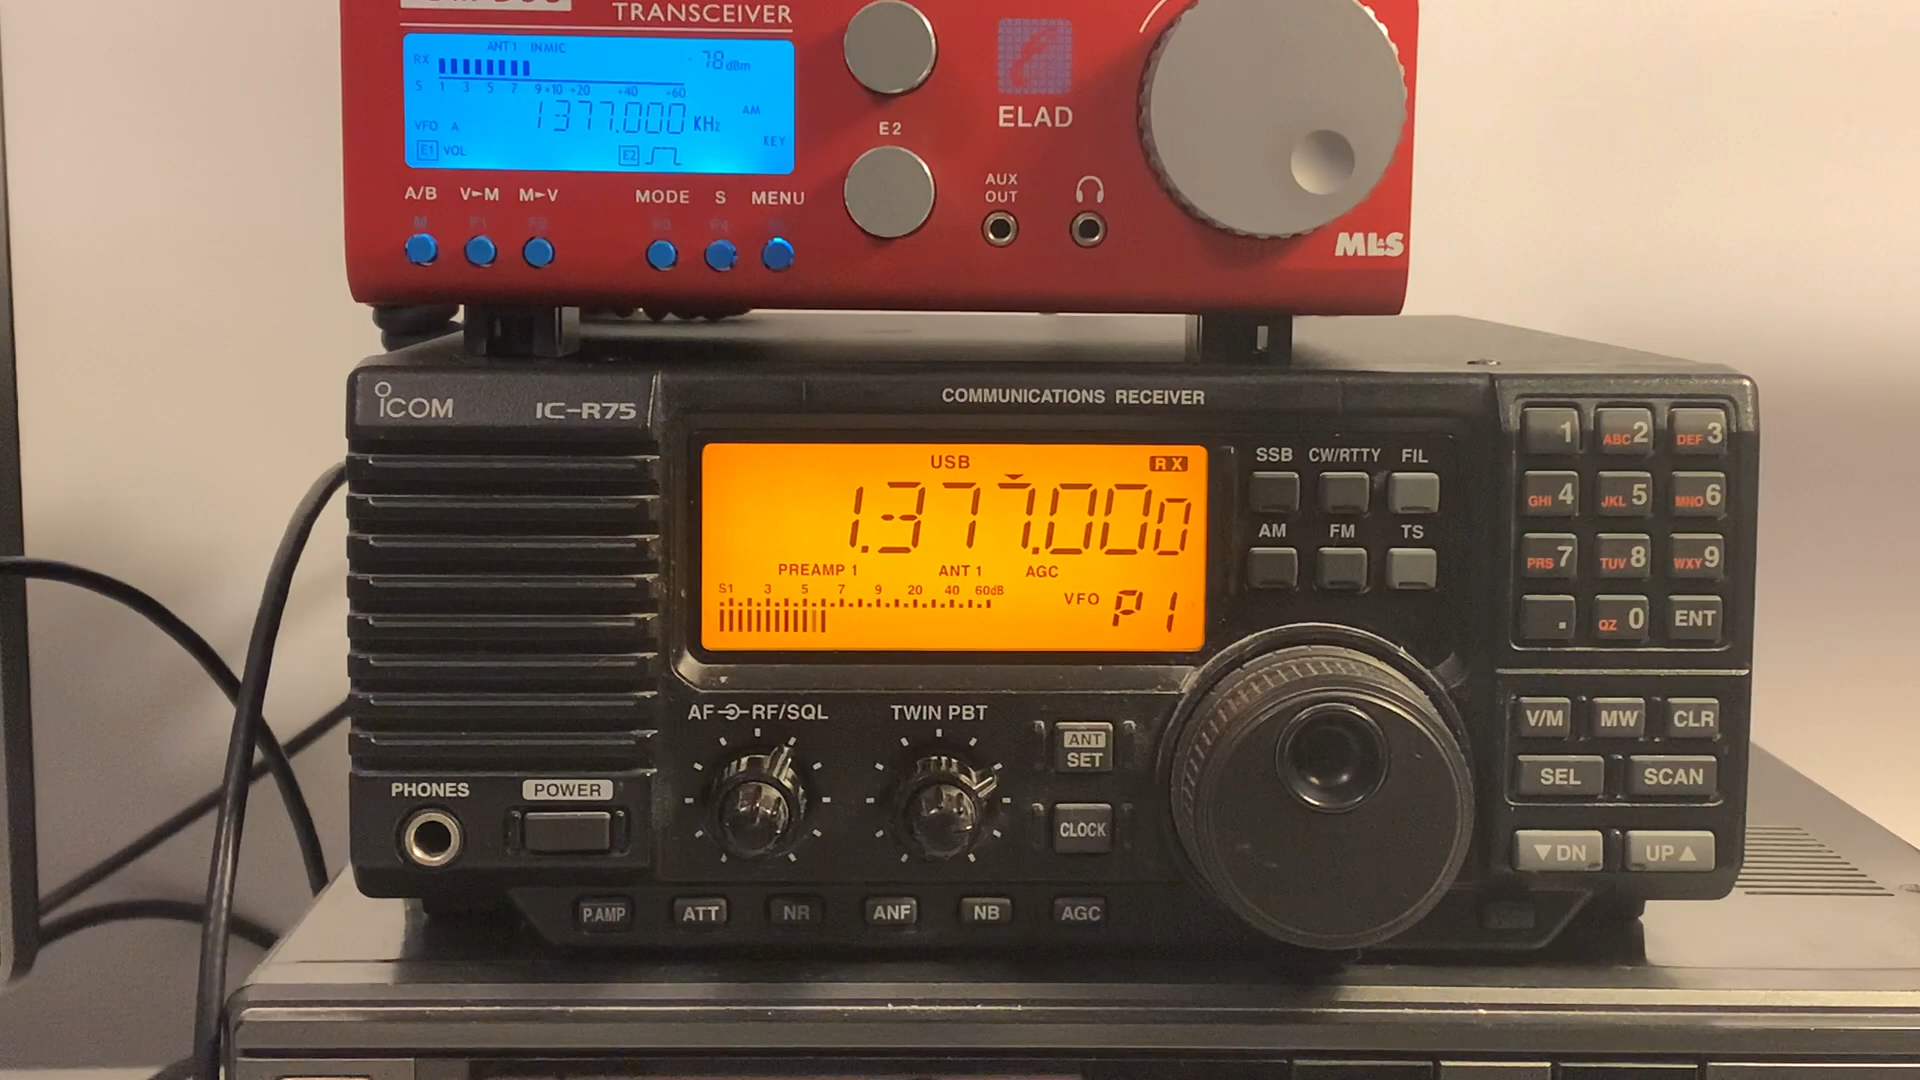 TRANSCEIVER
ANT 1 IN MIC
RX
- 78 dBm
S 1 3 5 7 9 +10 +20 +40 +60
1377.000 KHz
AM
VFO A
KEY
E1 VOL
E2
A/B V►M M►V
MODE S MENU
E2
ELAD
AUX
OUT
ML&S
ICOM IC-R75
COMMUNICATIONS RECEIVER
USB RX
1.377.000
PREAMP 1 ANT 1 AGC
S1 3 5 7 9 20 40 60dB
VFO P1
SSB CW/RTTY FIL
AM FM TS
1 ABC 2 DEF 3
GHI 4 JKL 5 MNO 6
PRS 7 TUV 8 WXY 9
. QZ 0 ENT
AF RF/SQL TWIN PBT
ANT
SET
CLOCK
V/M MW CLR
SEL SCAN
▼DN UP▲
PHONES POWER
P.AMP ATT NR ANF NB AGC